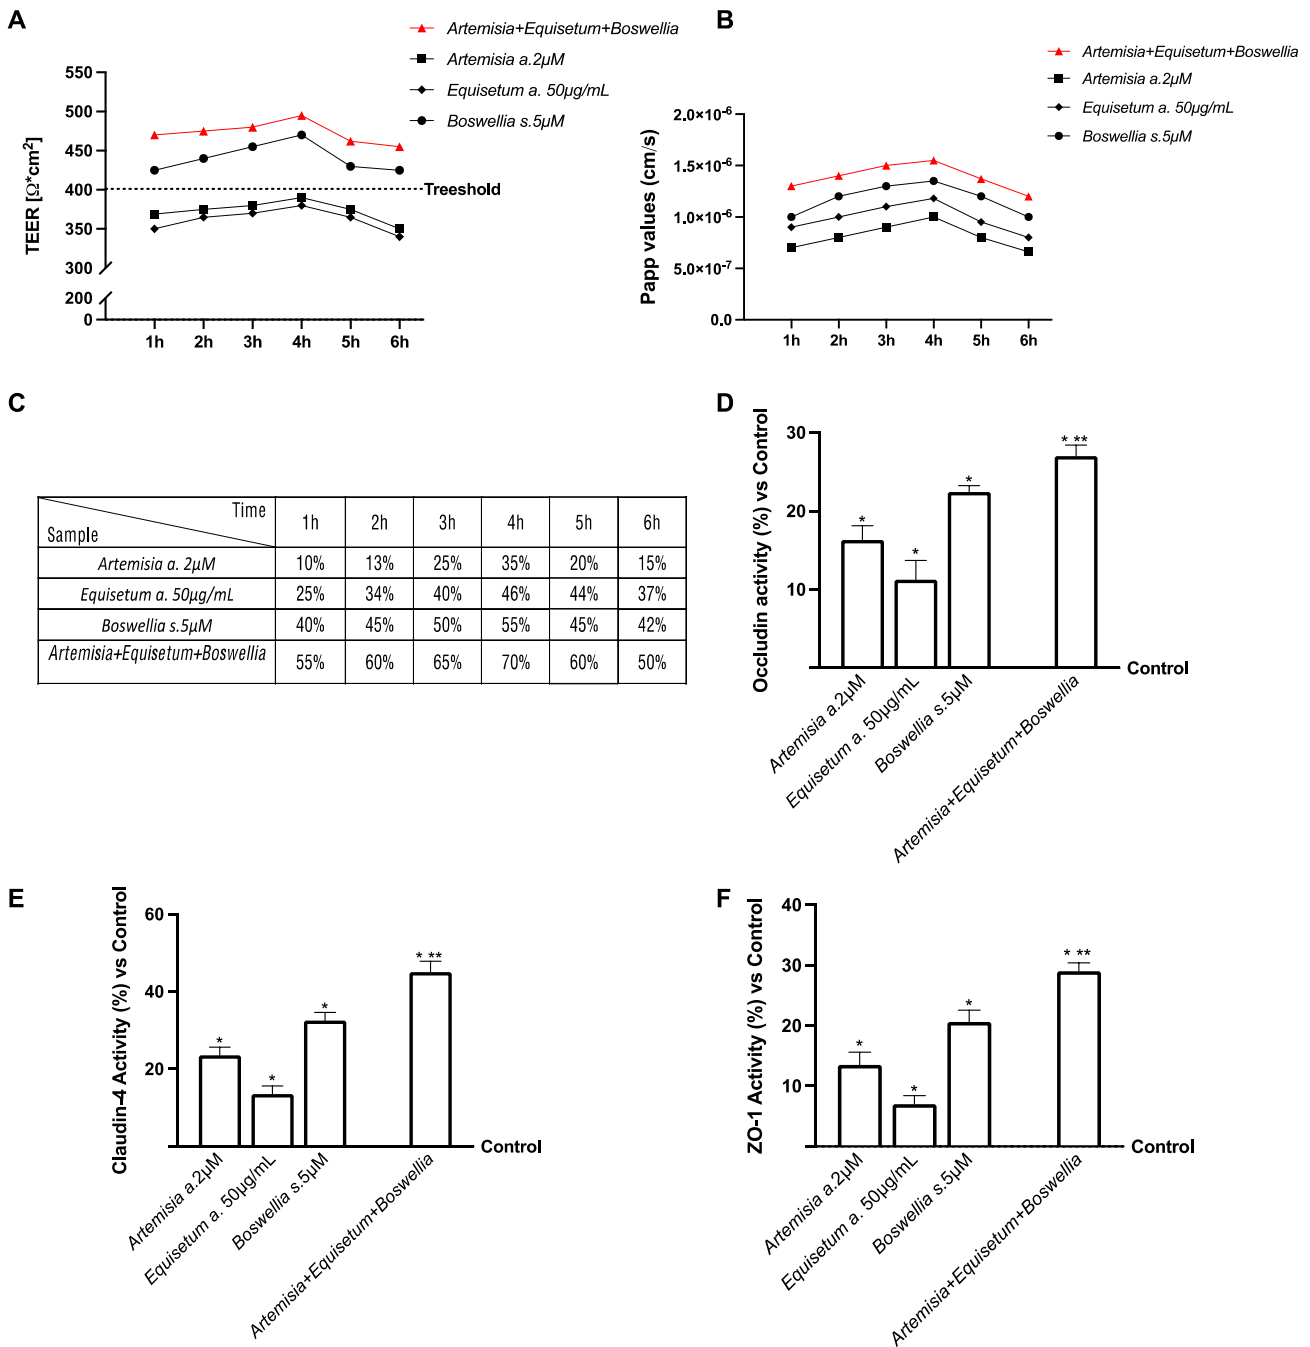 A
Artemisia+Equisetum+Boswellia
Artemisia a.2µM
Equisetum a. 50µg/mL
Boswellia s.5µM
TEER [Ω*cm²]
550
500
450
400
350
300
200
0
Treeshold
1h 2h 3h 4h 5h 6h
B
Artemisia+Equisetum+Boswellia
Artemisia a.2µM
Equisetum a. 50µg/mL
Boswellia s.5µM
Papp values (cm/s)
2.0×10⁻⁶
1.5×10⁻⁶
1.0×10⁻⁶
5.0×10⁻⁷
0.0
1h 2h 3h 4h 5h 6h
C
Time
Sample
1h 2h 3h 4h 5h 6h
Artemisia a. 2µM 10% 13% 25% 35% 20% 15%
Equisetum a. 50µg/mL 25% 34% 40% 46% 44% 37%
Boswellia s.5µM 40% 45% 50% 55% 45% 42%
Artemisia+Equisetum+Boswellia 55% 60% 65% 70% 60% 50%
D
Occludin activity (%) vs Control
30
20
10
*
*
*
* **
Control
Artemisia a.2µM
Equisetum a. 50µg/mL
Boswellia s.5µM
Artemisia+Equisetum+Boswellia
E
Claudin-4 Activity (%) vs Control
60
40
20
*
*
*
* **
Control
Artemisia a.2µM
Equisetum a. 50µg/mL
Boswellia s.5µM
Artemisia+Equisetum+Boswellia
F
ZO-1 Activity (%) vs Control
40
30
20
10
*
*
*
* **
Control
Artemisia a.2µM
Equisetum a. 50µg/mL
Boswellia s.5µM
Artemisia+Equisetum+Boswellia